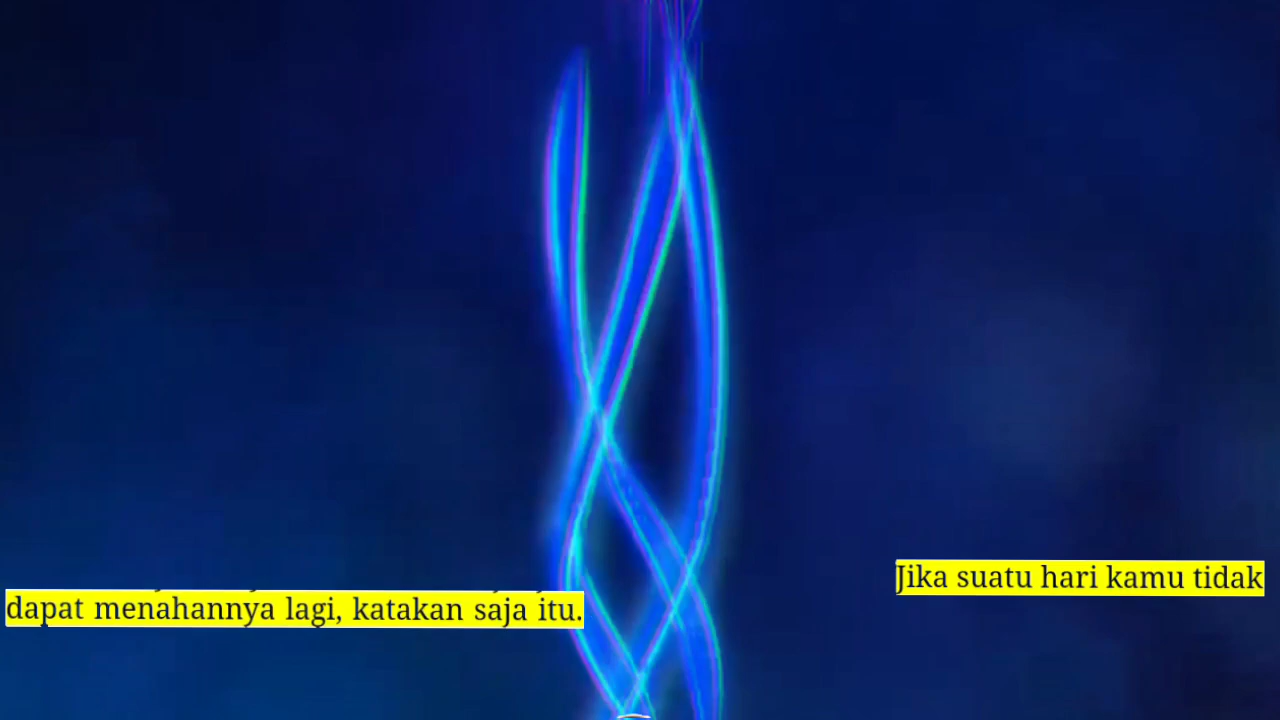 Jika suatu hari kamu tidak
dapat menahannya lagi, katakan saja itu.